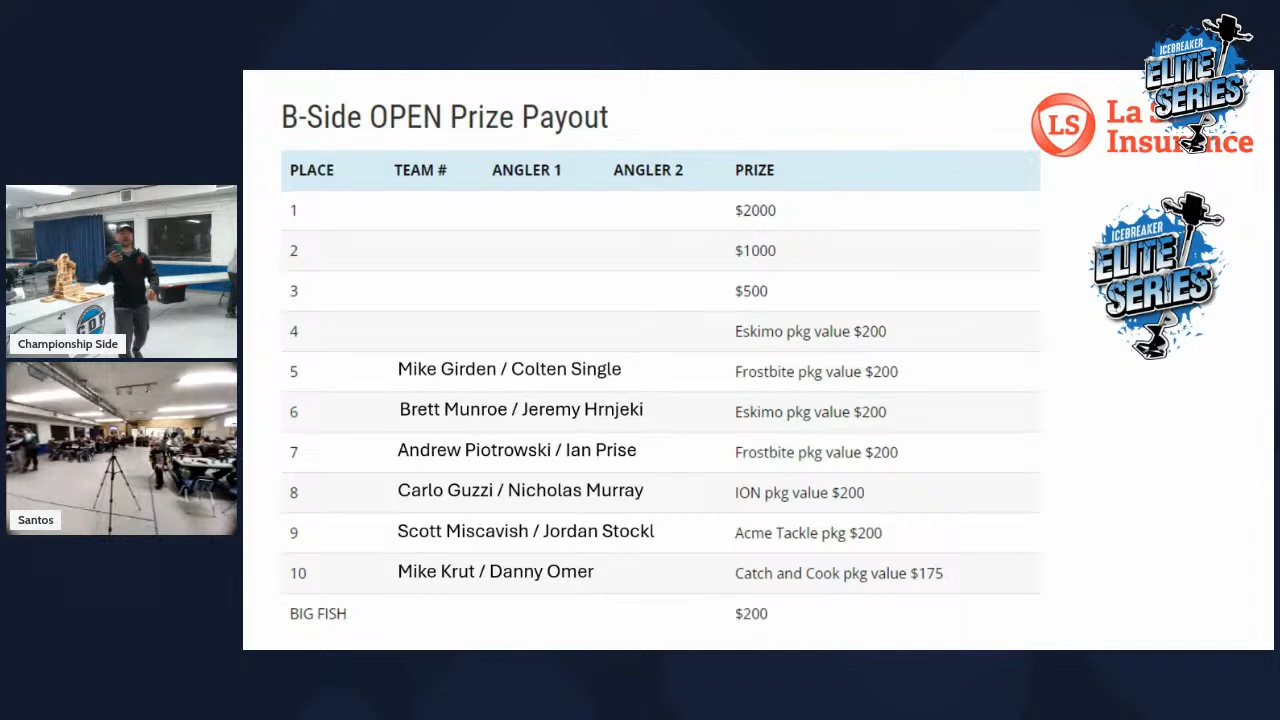 B-Side OPEN Prize Payout
LS
La S
Insurance
ICEBREAKER
ELITE
SERIES
PLACE TEAM # ANGLER 1 ANGLER 2 PRIZE
1 $2000
2 $1000
3 $500
4 Eskimo pkg value $200
5 Mike Girden / Colten Single Frostbite pkg value $200
6 Brett Munroe / Jeremy Hrnjeki Eskimo pkg value $200
7 Andrew Piotrowski / Ian Prise Frostbite pkg value $200
8 Carlo Guzzi / Nicholas Murray ION pkg value $200
9 Scott Miscavish / Jordan Stockl Acme Tackle pkg $200
10 Mike Krut / Danny Omer Catch and Cook pkg value $175
BIG FISH $200
ICEBREAKER
ELITE
SERIES
Championship Side
Santos